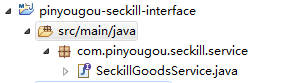 pinyougou-seckill-interface
src/main/java
com.pinyougou.seckill.service
SeckillGoodsService.java